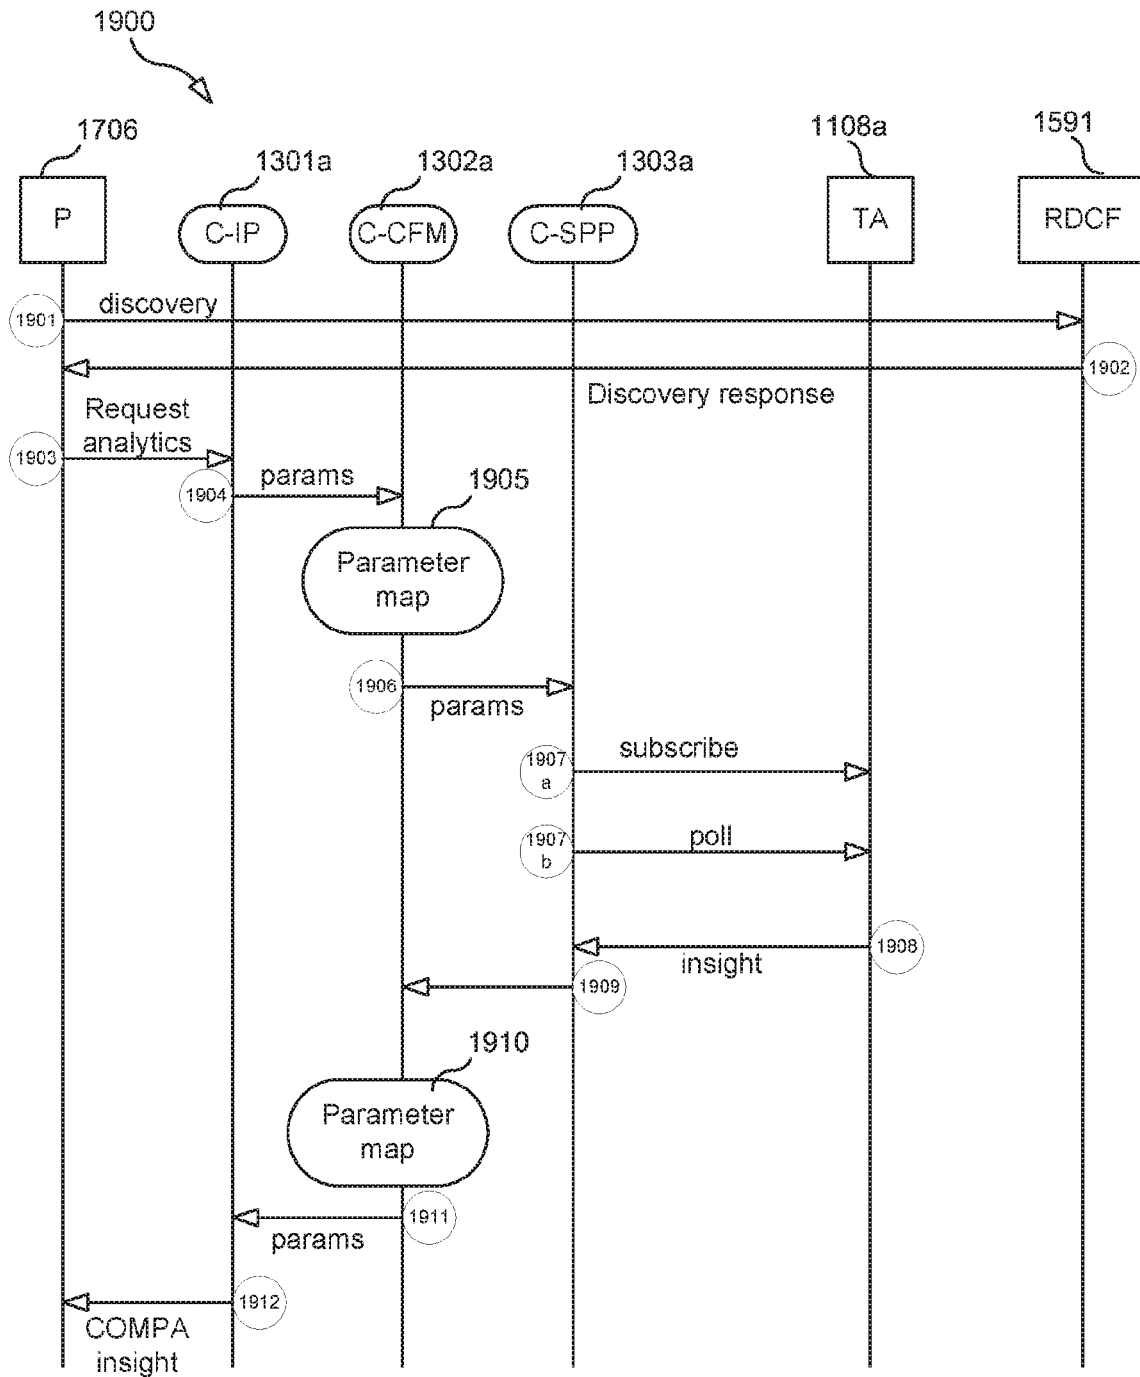 1900
1706
1301a
1302a
1303a
1108a
1591
P
C-IP
C-CFM
C-SPP
TA
RDCF
1901
discovery
1902
Discovery response
Request
analytics
1903
1904
params
1905
Parameter
map
1906
params
1907
a
subscribe
1907
b
poll
1908
insight
1909
1910
Parameter
map
1911
params
1912
COMPA
insight